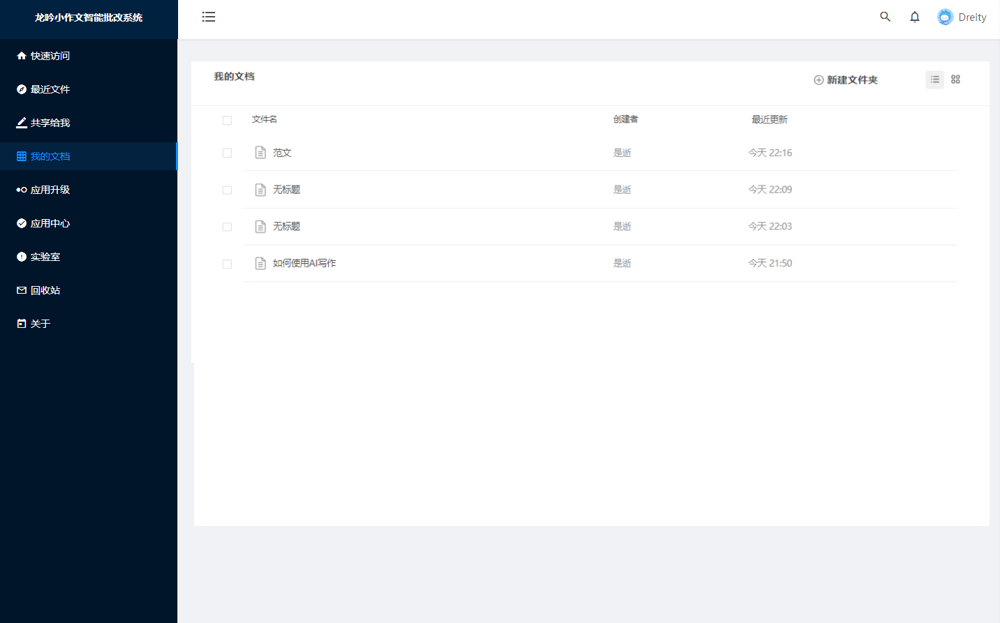 龙吟小作文智能批改系统
Dreity
快速访问
最近文件
共享给我
我的文档
应用升级
应用中心
实验室
回收站
关于
我的文档
新建文件夹
文件名 创建者 最近更新
范文 是逝 今天 22:16
无标题 是逝 今天 22:09
无标题 是逝 今天 22:03
如何使用AI写作 是逝 今天 21:50